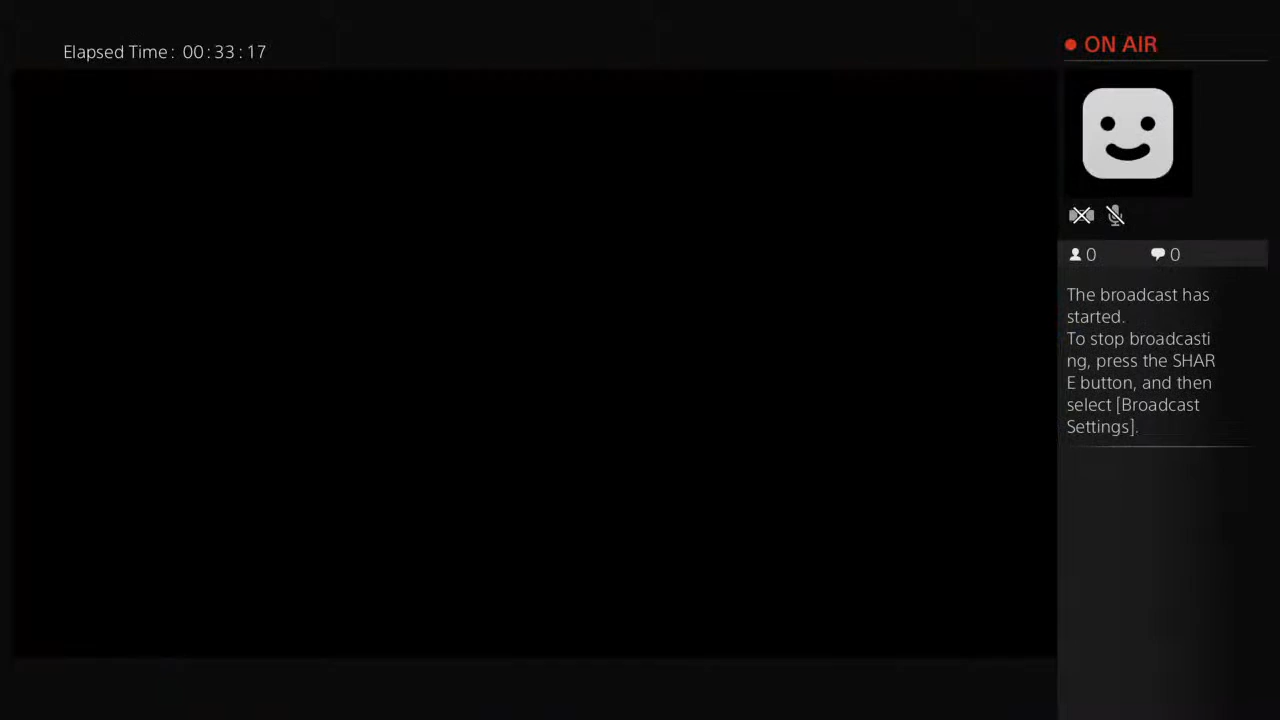 Elapsed Time: 00:33:17
ON AIR
0 0
The broadcast has
started.
To stop broadcasti
ng, press the SHAR
E button, and then
select [Broadcast
Settings].